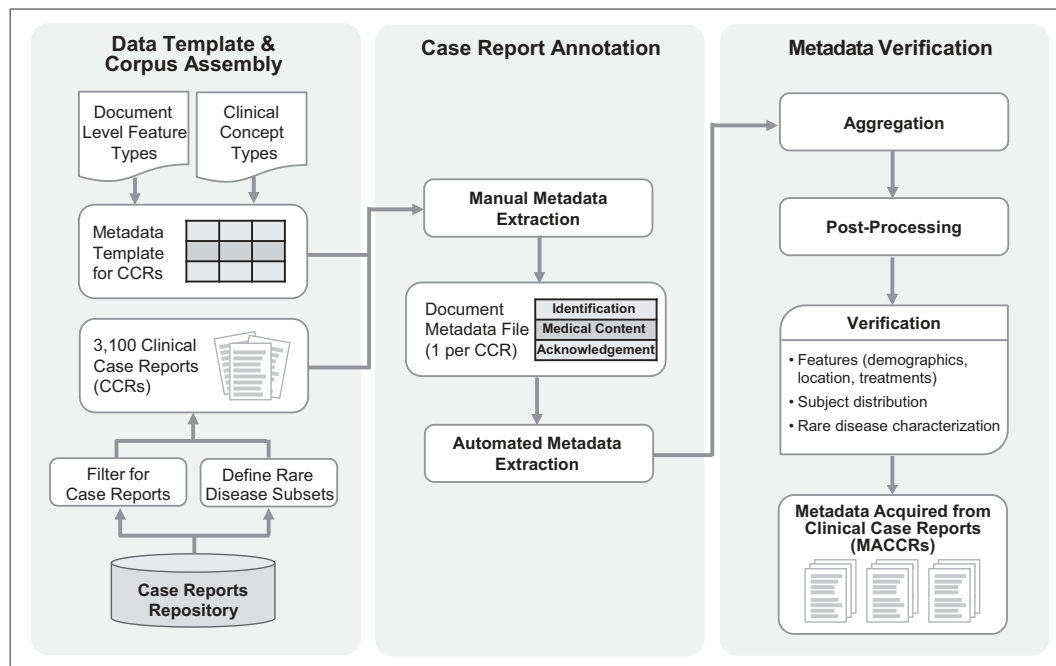 Data Template &
Corpus Assembly
Document
Level Feature
Types
Clinical
Concept
Types
Metadata
Template
for CCRs
3,100 Clinical
Case Reports
(CCRs)
Filter for
Case Reports
Define Rare
Disease Subsets
Case Reports
Repository
Case Report Annotation
Manual Metadata
Extraction
Document
Metadata File
(1 per CCR)
Identification
Medical Content
Acknowledgement
Automated Metadata
Extraction
Metadata Verification
Aggregation
Post-Processing
Verification
• Features (demographics,
location, treatments)
• Subject distribution
• Rare disease characterization
Metadata Acquired from
Clinical Case Reports
(MACCRs)